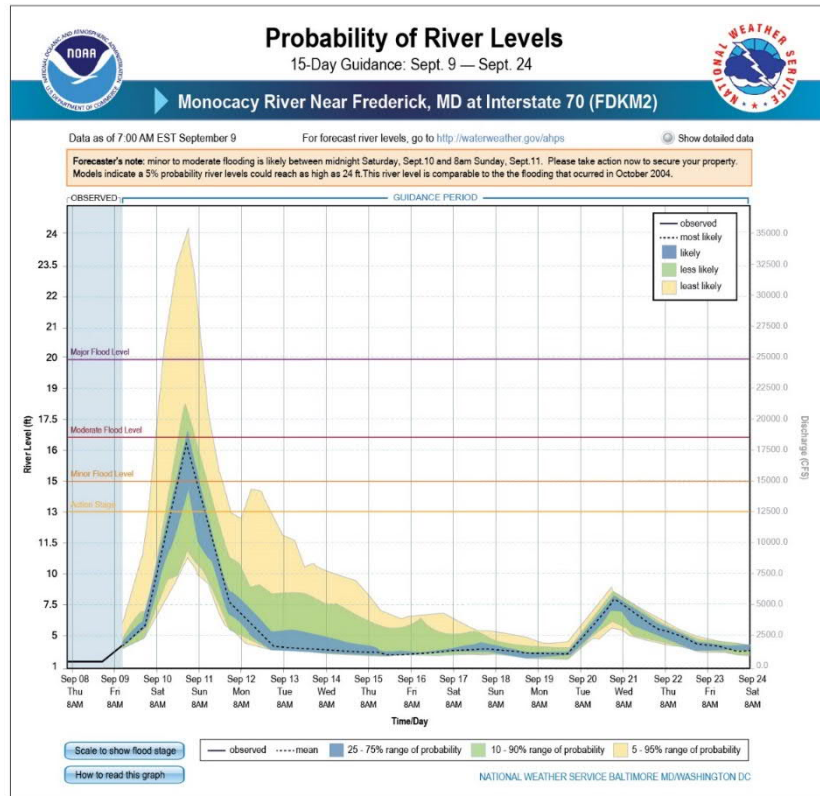 NATIONAL OCEANIC AND ATMOSPHERIC ADMINISTRATION
NOAA
U.S. DEPARTMENT OF COMMERCE
Probability of River Levels
15-Day Guidance: Sept. 9 — Sept. 24
NATIONAL WEATHER SERVICE
Monocacy River Near Frederick, MD at Interstate 70 (FDKM2)
Data as of 7:00 AM EST September 9
For forecast river levels, go to http://waterweather.gov/ahps
Show detailed data
Forecaster's note: minor to moderate flooding is likely between midnight Saturday, Sept.10 and 8am Sunday, Sept.11. Please take action now to secure your property.
Models indicate a 5% probability river levels could reach as high as 24 ft.This river level is comparable to the the flooding that ocurred in October 2004.
OBSERVED
GUIDANCE PERIOD
observed
most likely
likely
less likely
least likely
24
23.5
22
21
20
19
17.5
16
15
13
11.5
10
7.5
5
1
River Level (ft)
Major Flood Level
Moderate Flood Level
Minor Flood Level
Action Stage
35000.0
32500.0
30000.0
27500.0
25000.0
22500.0
20000.0
17500.0
15000.0
12500.0
10000.0
7500.0
5000.0
2500.0
0.0
Discharge (CFS)
Sep 08 Sep 09 Sep 10 Sep 11 Sep 12 Sep 13 Sep 14 Sep 15 Sep 16 Sep 17 Sep 18 Sep 19 Sep 20 Sep 21 Sep 22 Sep 23 Sep 24
Thu Fri Sat Sun Mon Tue Wed Thu Fri Sat Sun Mon Tue Wed Thu Fri Sat
8AM 8AM 8AM 8AM 8AM 8AM 8AM 8AM 8AM 8AM 8AM 8AM 8AM 8AM 8AM 8AM 8AM
Time/Day
Scale to show flood stage
observed
mean
25 - 75% range of probability
10 - 90% range of probability
5 - 95% range of probability
How to read this graph
NATIONAL WEATHER SERVICE BALTIMORE MD/WASHINGTON DC